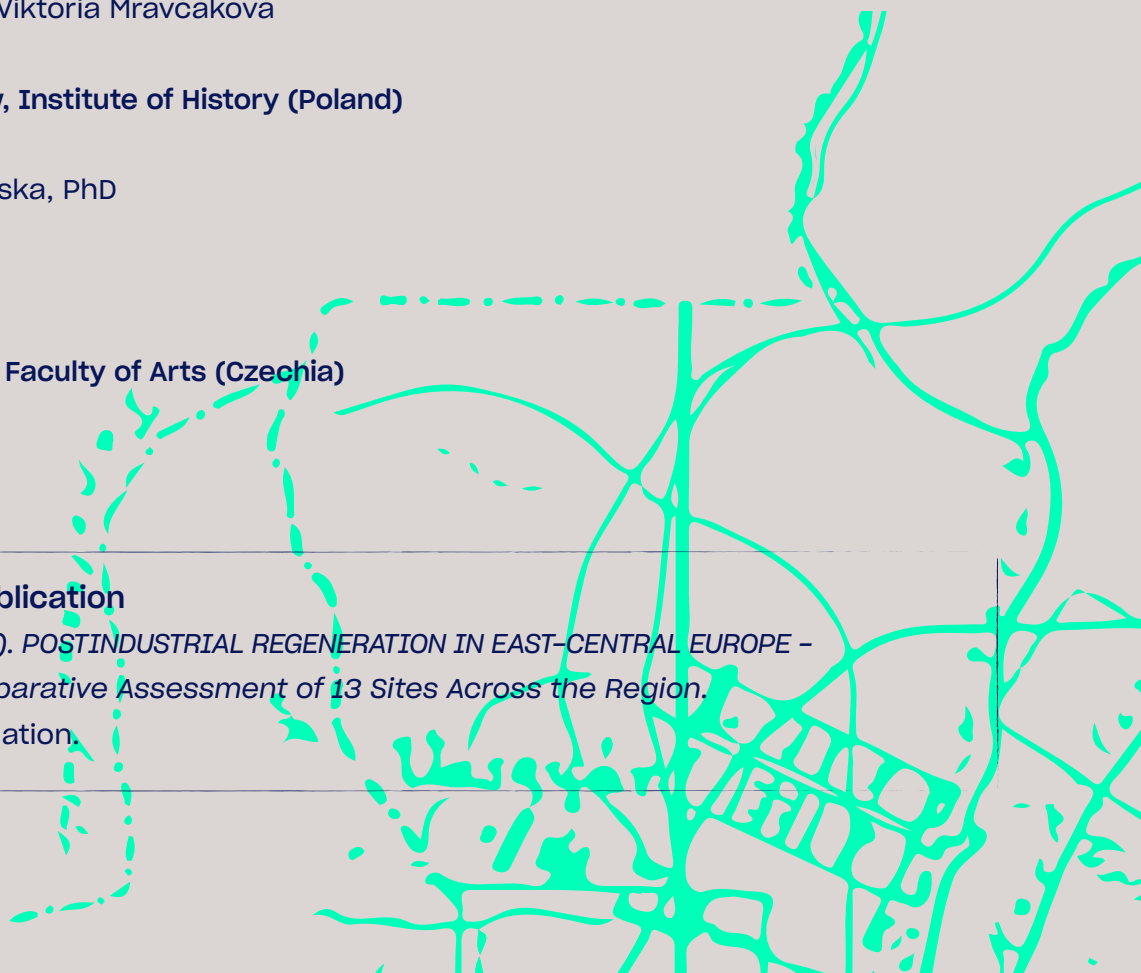 Viktoria Mravcakova
, Institute of History (Poland)
ska, PhD
Faculty of Arts (Czechia)
blication
). POSTINDUSTRIAL REGENERATION IN EAST-CENTRAL EUROPE –
parative Assessment of 13 Sites Across the Region.
ation.